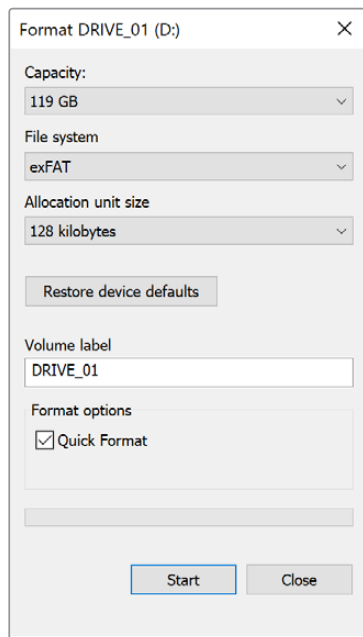 Format DRIVE_01 (D:)
Capacity:
119 GB
File system
exFAT
Allocation unit size
128 kilobytes
Restore device defaults
Volume label
DRIVE_01
Format options
Quick Format
Start
Close